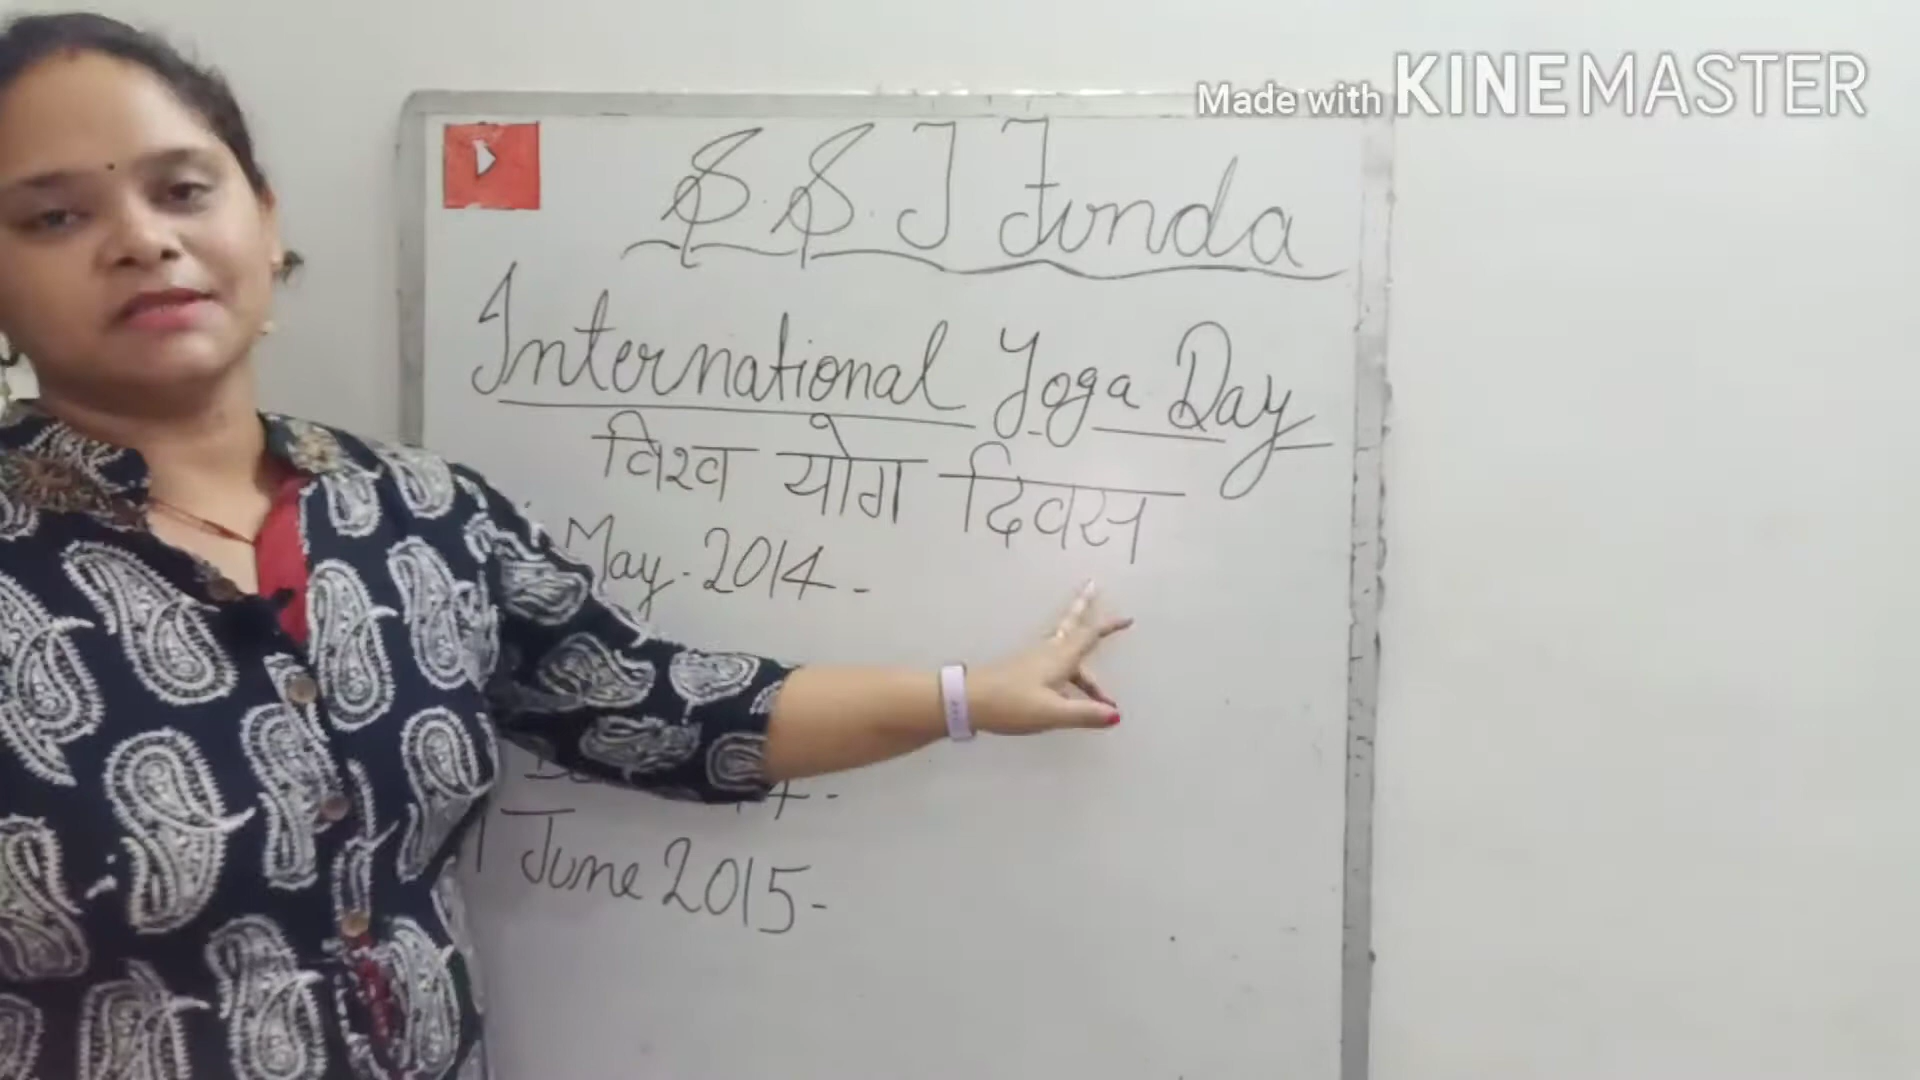 Made with KINEMASTER
S.S.J Funda
International Yoga Day
विश्व योग दिवस
May. 2014 -
June 2015 -